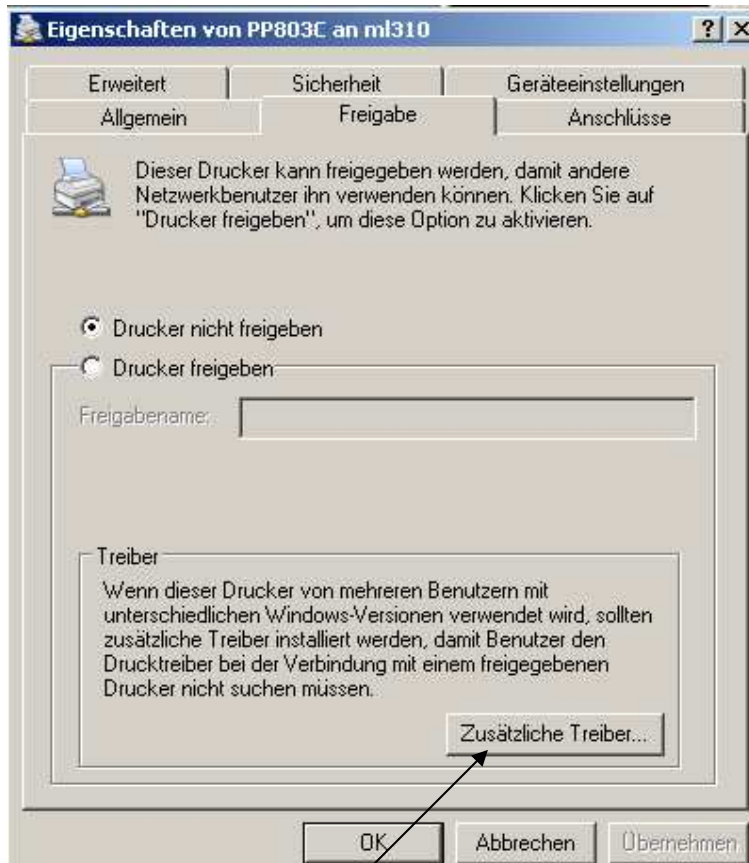 Eigenschaften von PP803C an ml310
Erweitert
Sicherheit
Geräteeinstellungen
Allgemein
Freigabe
Anschlüsse
Dieser Drucker kann freigegeben werden, damit andere
Netzwerkbenutzer ihn verwenden können. Klicken Sie auf
"Drucker freigeben", um diese Option zu aktivieren.
Drucker nicht freigeben
Drucker freigeben
Freigabename:
Treiber
Wenn dieser Drucker von mehreren Benutzern mit
unterschiedlichen Windows-Versionen verwendet wird, sollten
zusätzliche Treiber installiert werden, damit Benutzer den
Drucktreiber bei der Verbindung mit einem freigegebenen
Drucker nicht suchen müssen.
Zusätzliche Treiber...
OK
Abbrechen
Übernehmen